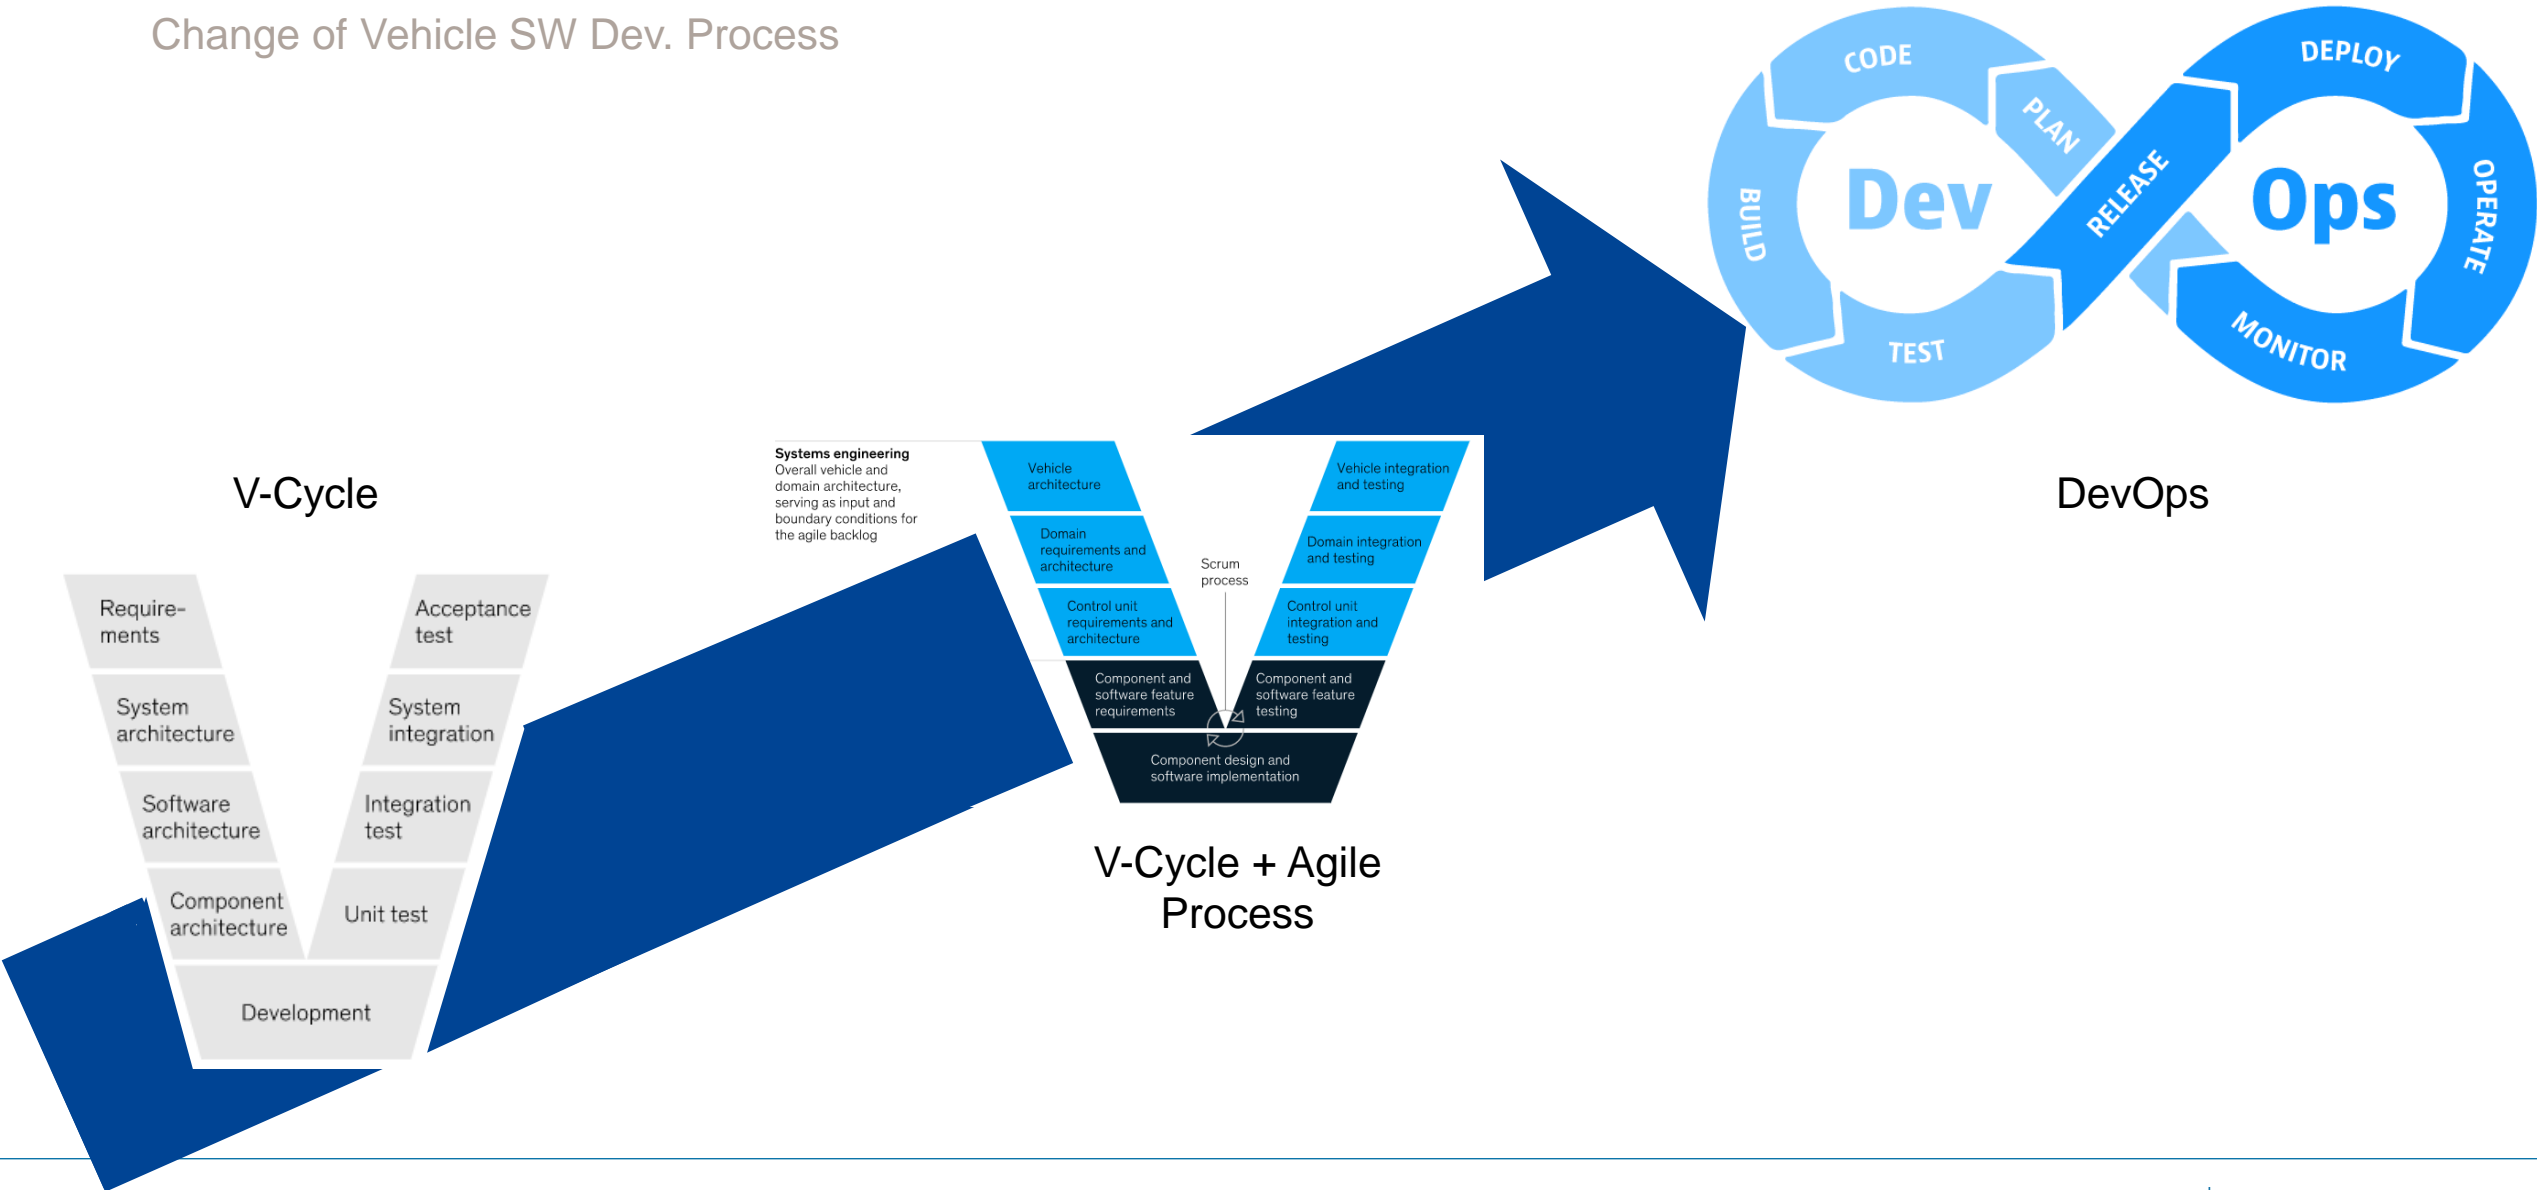 Change of Vehicle SW Dev. Process
CODE
PLAN
BUILD
Dev
TEST
RELEASE
DEPLOY
OPERATE
Ops
MONITOR
DevOps
V-Cycle
Require-
ments
System
architecture
Software
architecture
Component
architecture
Development
Acceptance
test
System
integration
Integration
test
Unit test
Systems engineering
Overall vehicle and
domain architecture,
serving as input and
boundary conditions for
the agile backlog
Vehicle
architecture
Domain
requirements and
architecture
Control unit
requirements and
architecture
Component and
software feature
requirements
Scrum
process
Vehicle integration
and testing
Domain integration
and testing
Control unit
integration and
testing
Component and
software feature
testing
Component design and
software implementation
V-Cycle + Agile
Process